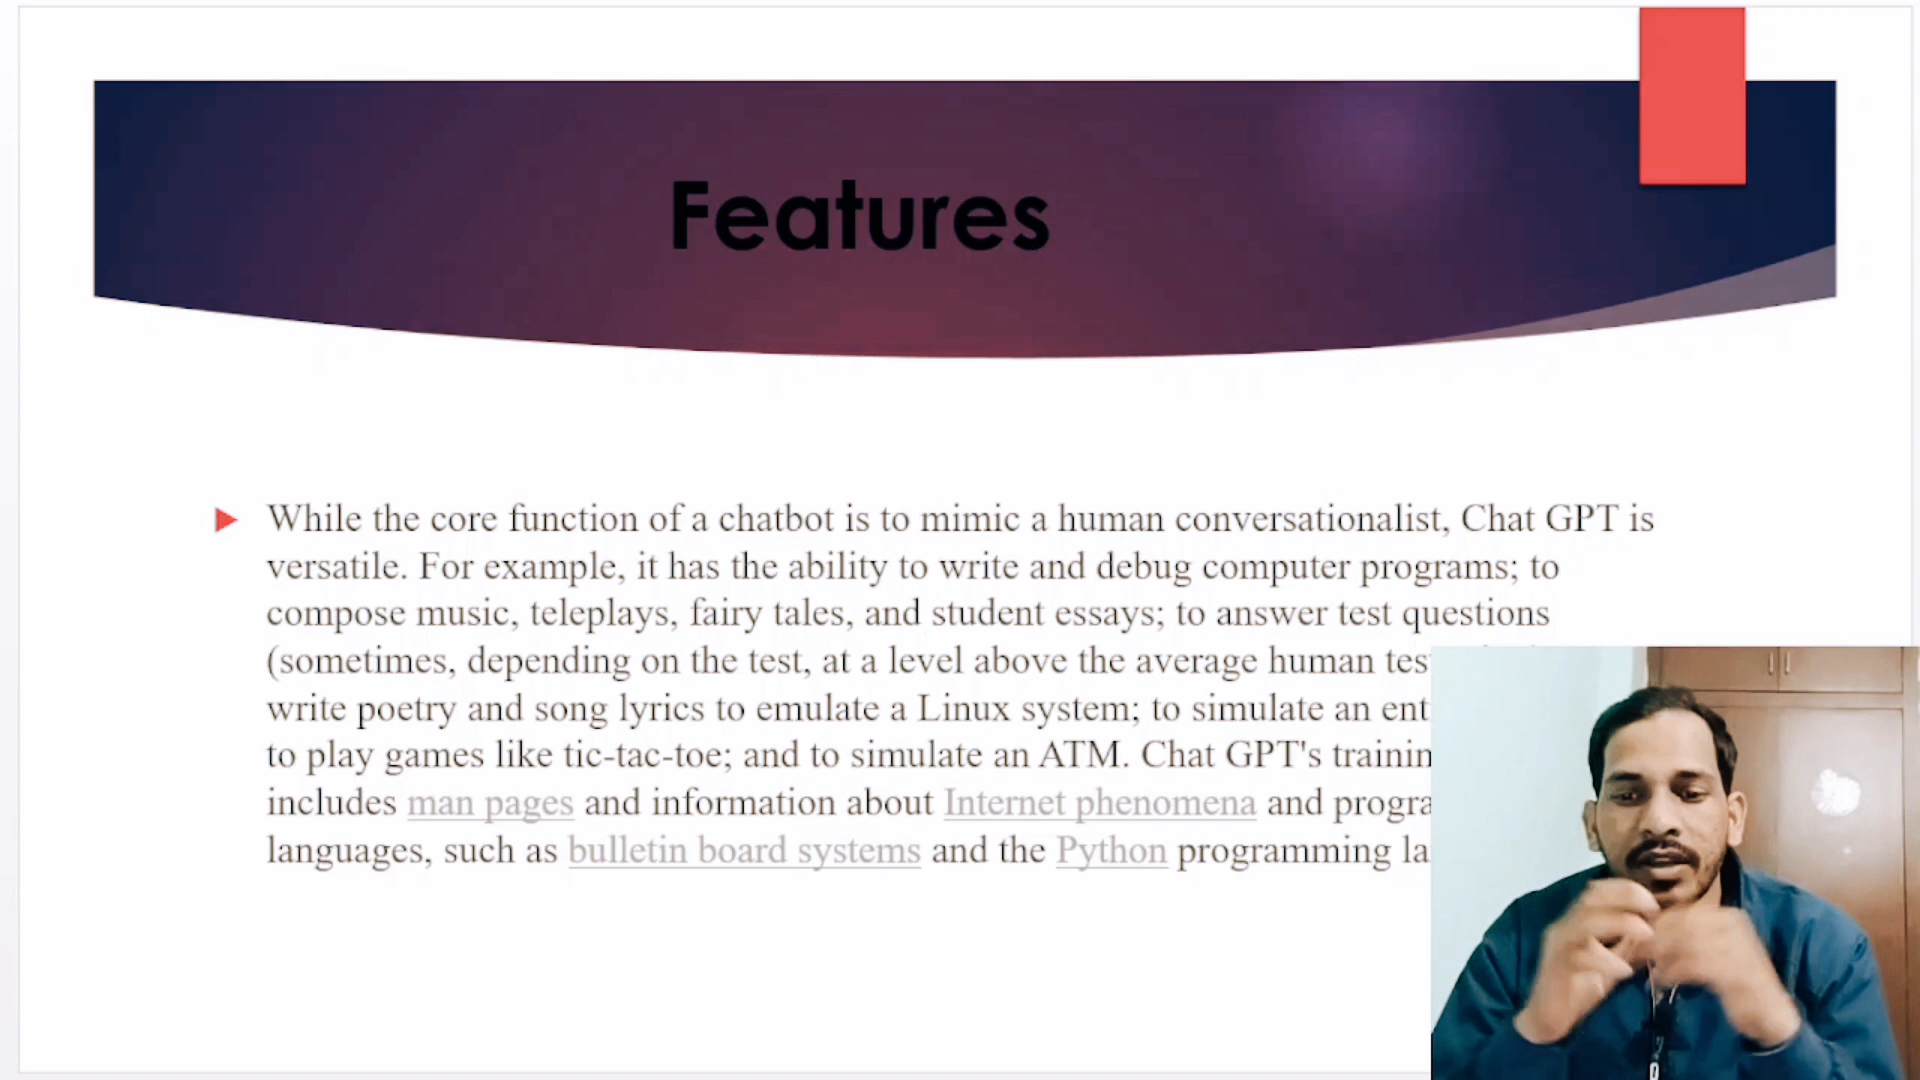 Features
While the core function of a chatbot is to mimic a human conversationalist, Chat GPT is
versatile. For example, it has the ability to write and debug computer programs; to
compose music, teleplays, fairy tales, and student essays; to answer test questions
(sometimes, depending on the test, at a level above the average human
write poetry and song lyrics to emulate a Linux system; to simulate an
to play games like tic-tac-toe; and to simulate an ATM. Chat GPT's
includes man pages and information about Internet phenomena and
languages, such as bulletin board systems and the Python programming